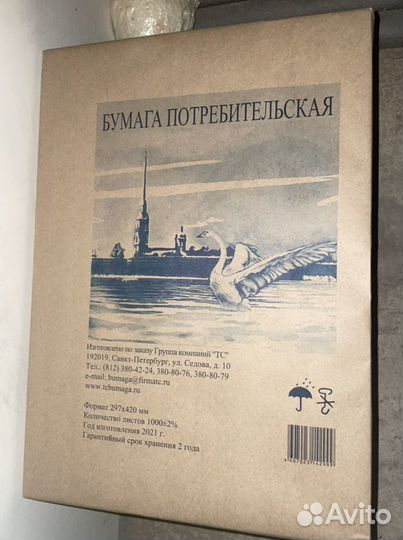 БУМАГА ПОТРЕБИТЕЛЬСКАЯ
Изготовлено по заказу Группа компаний "ТС"
192019, Санкт-Петербург, ул. Седова, д. 10
Тел.: (812) 380-42-24, 380-80-76, 380-80-79
e-mail: bumaga@firmatc.ru
www.tcbumaga.ru
Формат 297х420 мм
Количество листов 1000±2%
Год изготовления 2021 г.
Гарантийный срок хранения 2 года
Avito